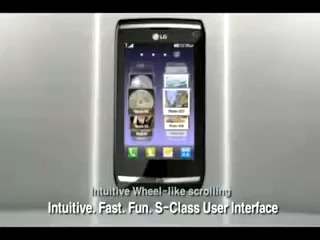 LG
Intuitive Wheel-like scrolling
Intuitive. Fast. Fun. S-Class User Interface